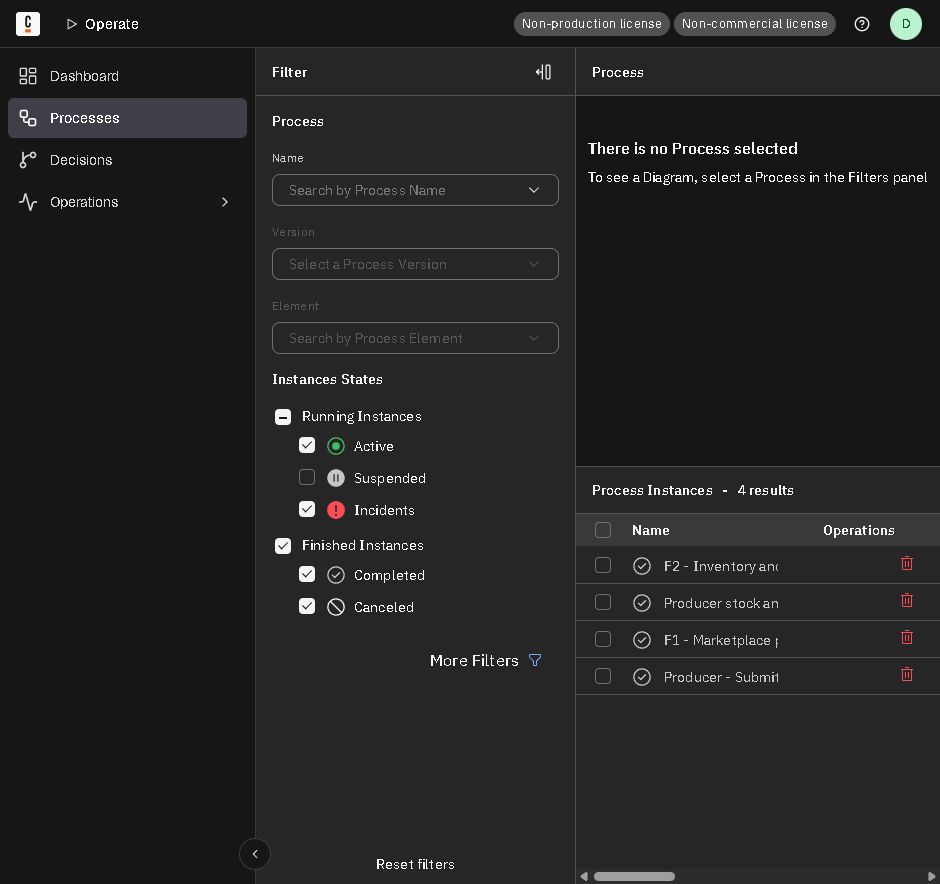 C
Operate
Non-production license
Non-commercial license
D
Dashboard
Processes
Decisions
Operations
Filter
Process
Name
Search by Process Name
Version
Select a Process Version
Element
Search by Process Element
Instances States
Running Instances
Active
Suspended
Incidents
Finished Instances
Completed
Canceled
More Filters
Reset filters
Process
There is no Process selected
To see a Diagram, select a Process in the Filters panel
Process Instances - 4 results
Name Operations
F2 - Inventory and
Producer stock an
F1 - Marketplace
Producer - Submit